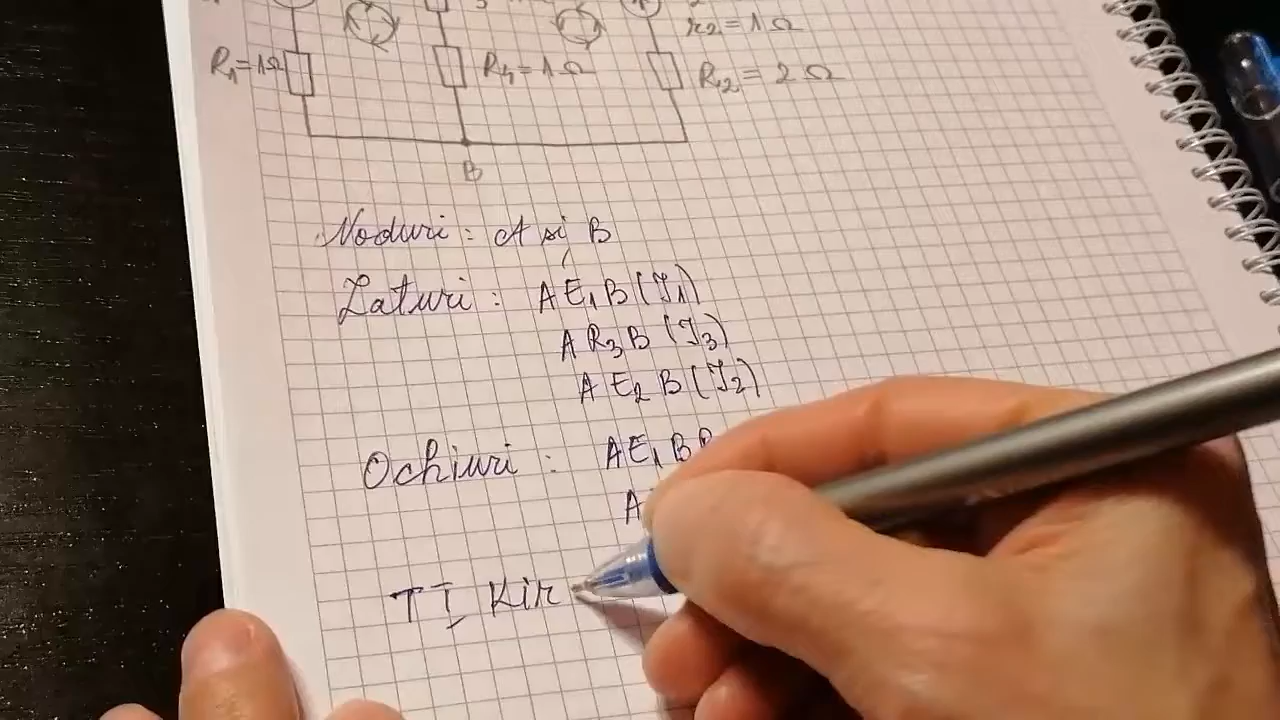 r2 = 1 Ω
R1 = 1Ω
R4 = 1 Ω
R2 = 2 Ω
B
Noduri : A și B
Laturi : A E1 B (I1)
A R3 B (I3)
A E2 B (I2)
Ochiuri : A E1 B
A
T I Kir